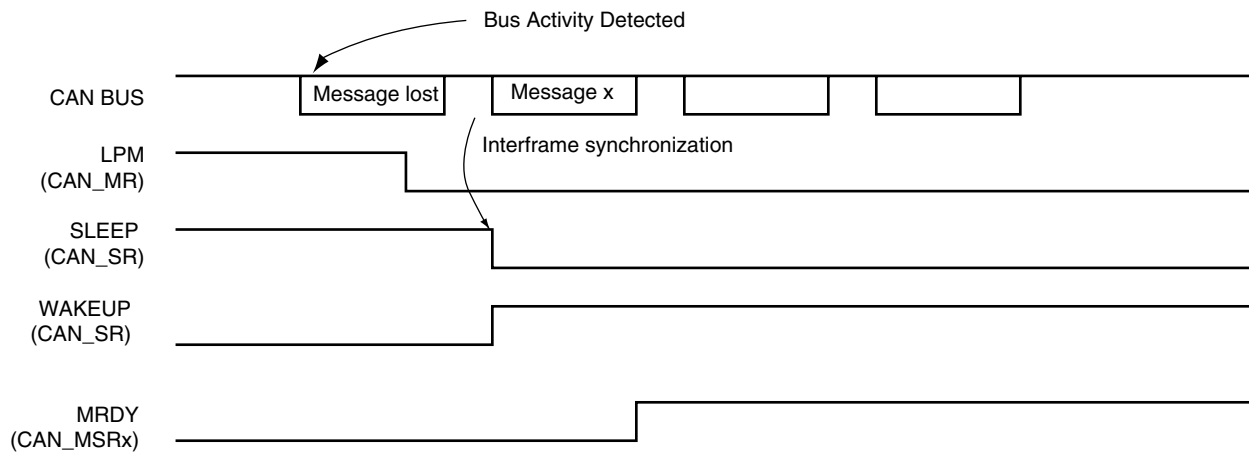 Bus Activity Detected
CAN BUS
Message lost
Message x
Interframe synchronization
LPM
(CAN_MR)
SLEEP
(CAN_SR)
WAKEUP
(CAN_SR)
MRDY
(CAN_MSRx)